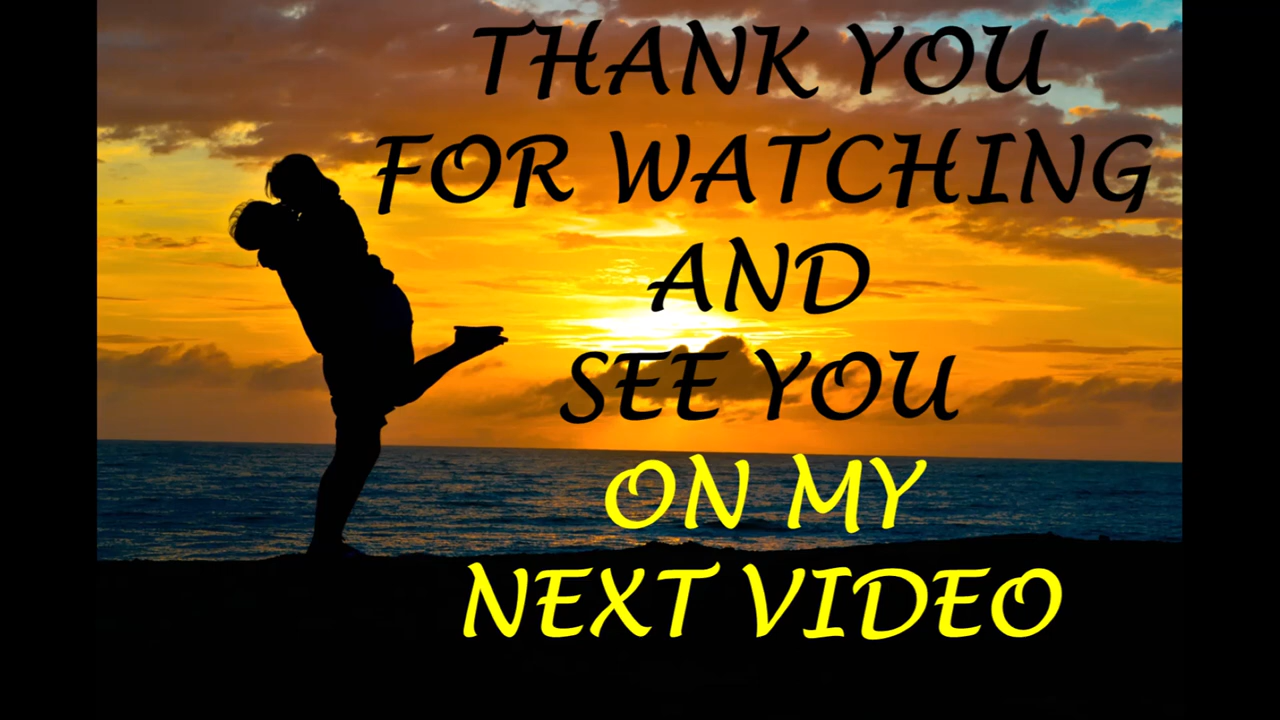 THANK YOU
FOR WATCHING
AND
SEE YOU
ON MY
NEXT VIDEO